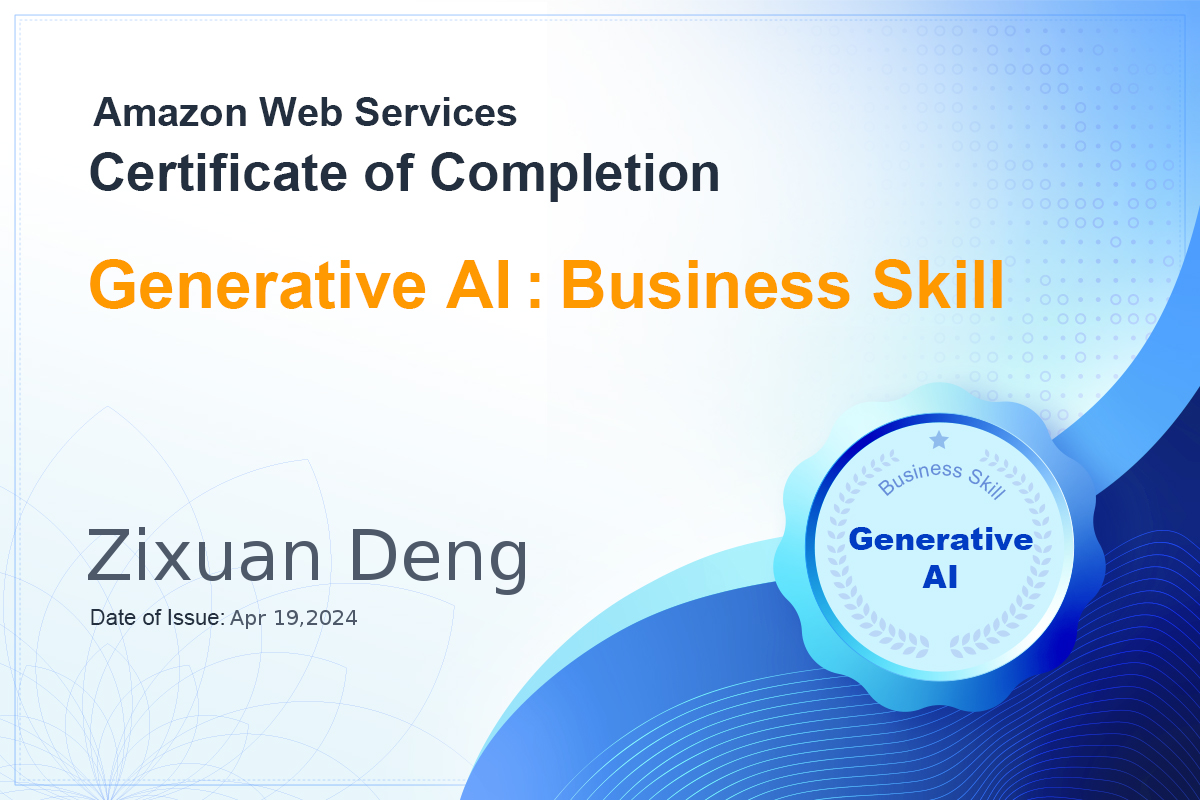 Amazon Web Services
Certificate of Completion
Generative AI : Business Skill
Zixuan Deng
Date of Issue: Apr 19,2024
Business Skill
Generative
AI